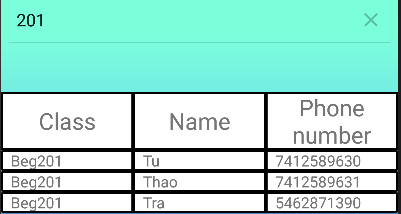 201
Class Name Phone number
Beg201 Tu 7412589630
Beg201 Thao 7412589631
Beg201 Tra 5462871390